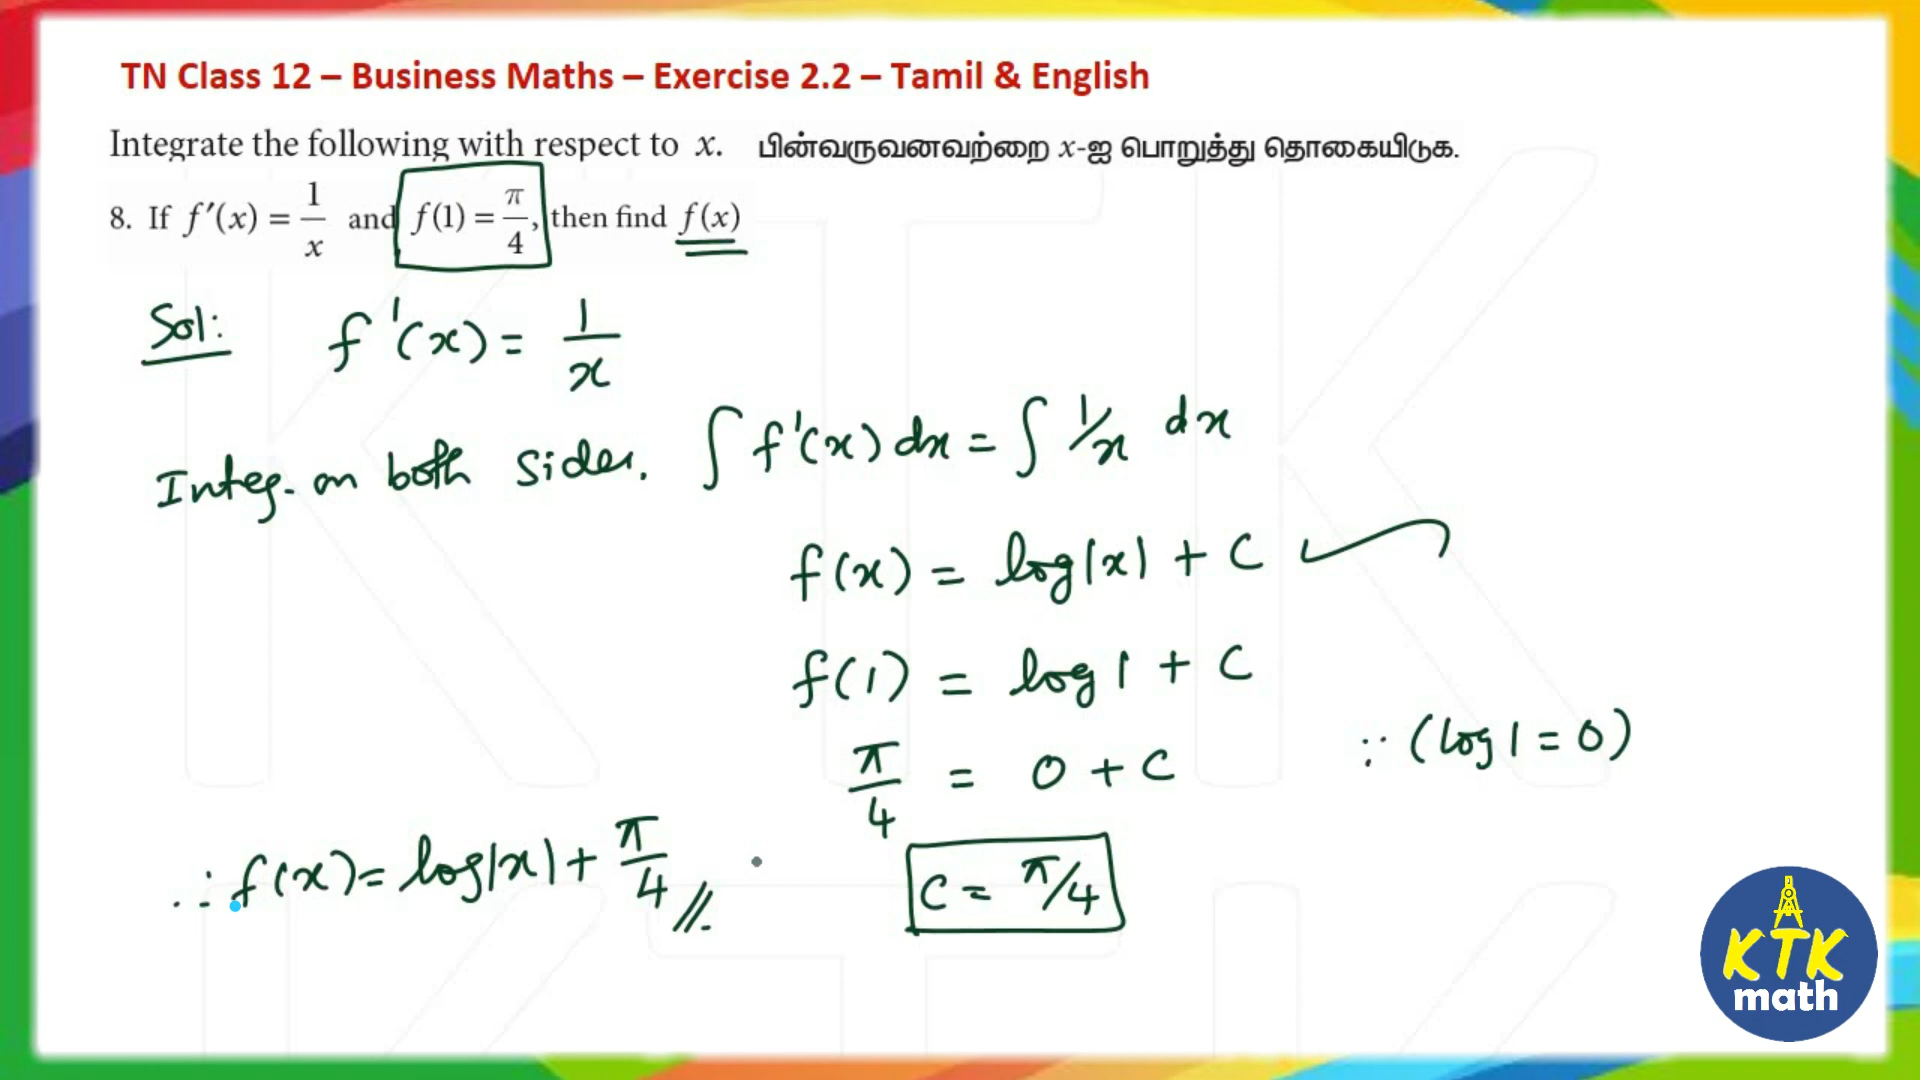 TN Class 12 – Business Maths – Exercise 2.2 – Tamil & English
Integrate the following with respect to x. பின்வருவனவற்றை x-ஐ பொறுத்து தொகையிடுக.
8. If f′(x) = 1/x and f(1) = π/4, then find f(x)
Sol: f'(x) = 1/x
Integ. on both sides. ∫ f'(x) dx = ∫ 1/x dx
f(x) = log|x| + C
f(1) = log 1 + C
π/4 = 0 + C ∵ (log 1 = 0)
C = π/4
∴ f(x) = log|x| + π/4 //.
KTK
math